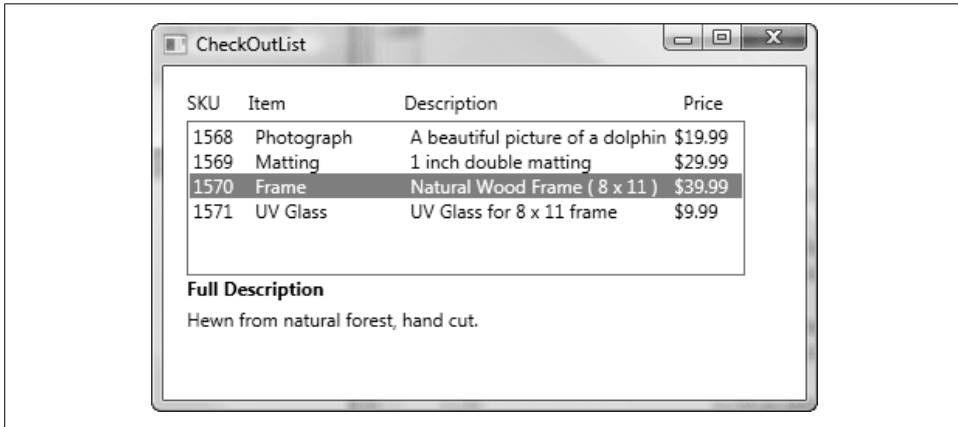 CheckOutList
SKU Item Description Price
1568 Photograph A beautiful picture of a dolphin $19.99
1569 Matting 1 inch double matting $29.99
1570 Frame Natural Wood Frame ( 8 x 11 ) $39.99
1571 UV Glass UV Glass for 8 x 11 frame $9.99
Full Description
Hewn from natural forest, hand cut.